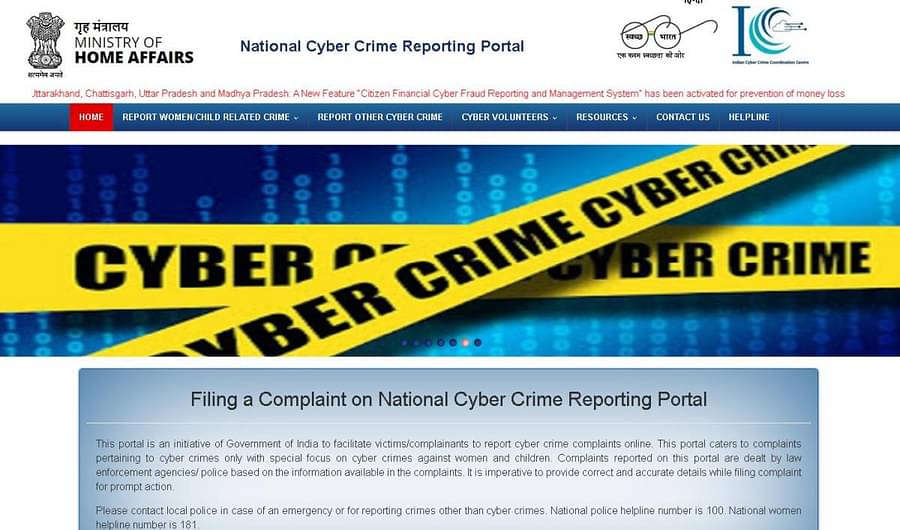 हिन्दी
गृह मंत्रालय
MINISTRY OF
HOME AFFAIRS
सत्यमेव जयते
National Cyber Crime Reporting Portal
स्वच्छ भारत
एक कदम स्वच्छता की ओर
Indian Cyber Crime Coordination Centre
Uttarakhand, Chattisgarh, Uttar Pradesh and Madhya Pradesh: A New Feature "Citizen Financial Cyber Fraud Reporting and Management System" has been activated for prevention of money loss
HOME REPORT WOMEN/CHILD RELATED CRIME REPORT OTHER CYBER CRIME CYBER VOLUNTEERS RESOURCES CONTACT US HELPLINE
CYBER CRIME CYBER CRIME
CYBER CYBER CRIME
Filing a Complaint on National Cyber Crime Reporting Portal
This portal is an initiative of Government of India to facilitate victims/complainants to report cyber crime complaints online. This portal caters to complaints
pertaining to cyber crimes only with special focus on cyber crimes against women and children. Complaints reported on this portal are dealt by law
enforcement agencies/ police based on the information available in the complaints. It is imperative to provide correct and accurate details while filing complaint
for prompt action.
Please contact local police in case of an emergency or for reporting crimes other than cyber crimes. National police helpline number is 100. National women
helpline number is 181.